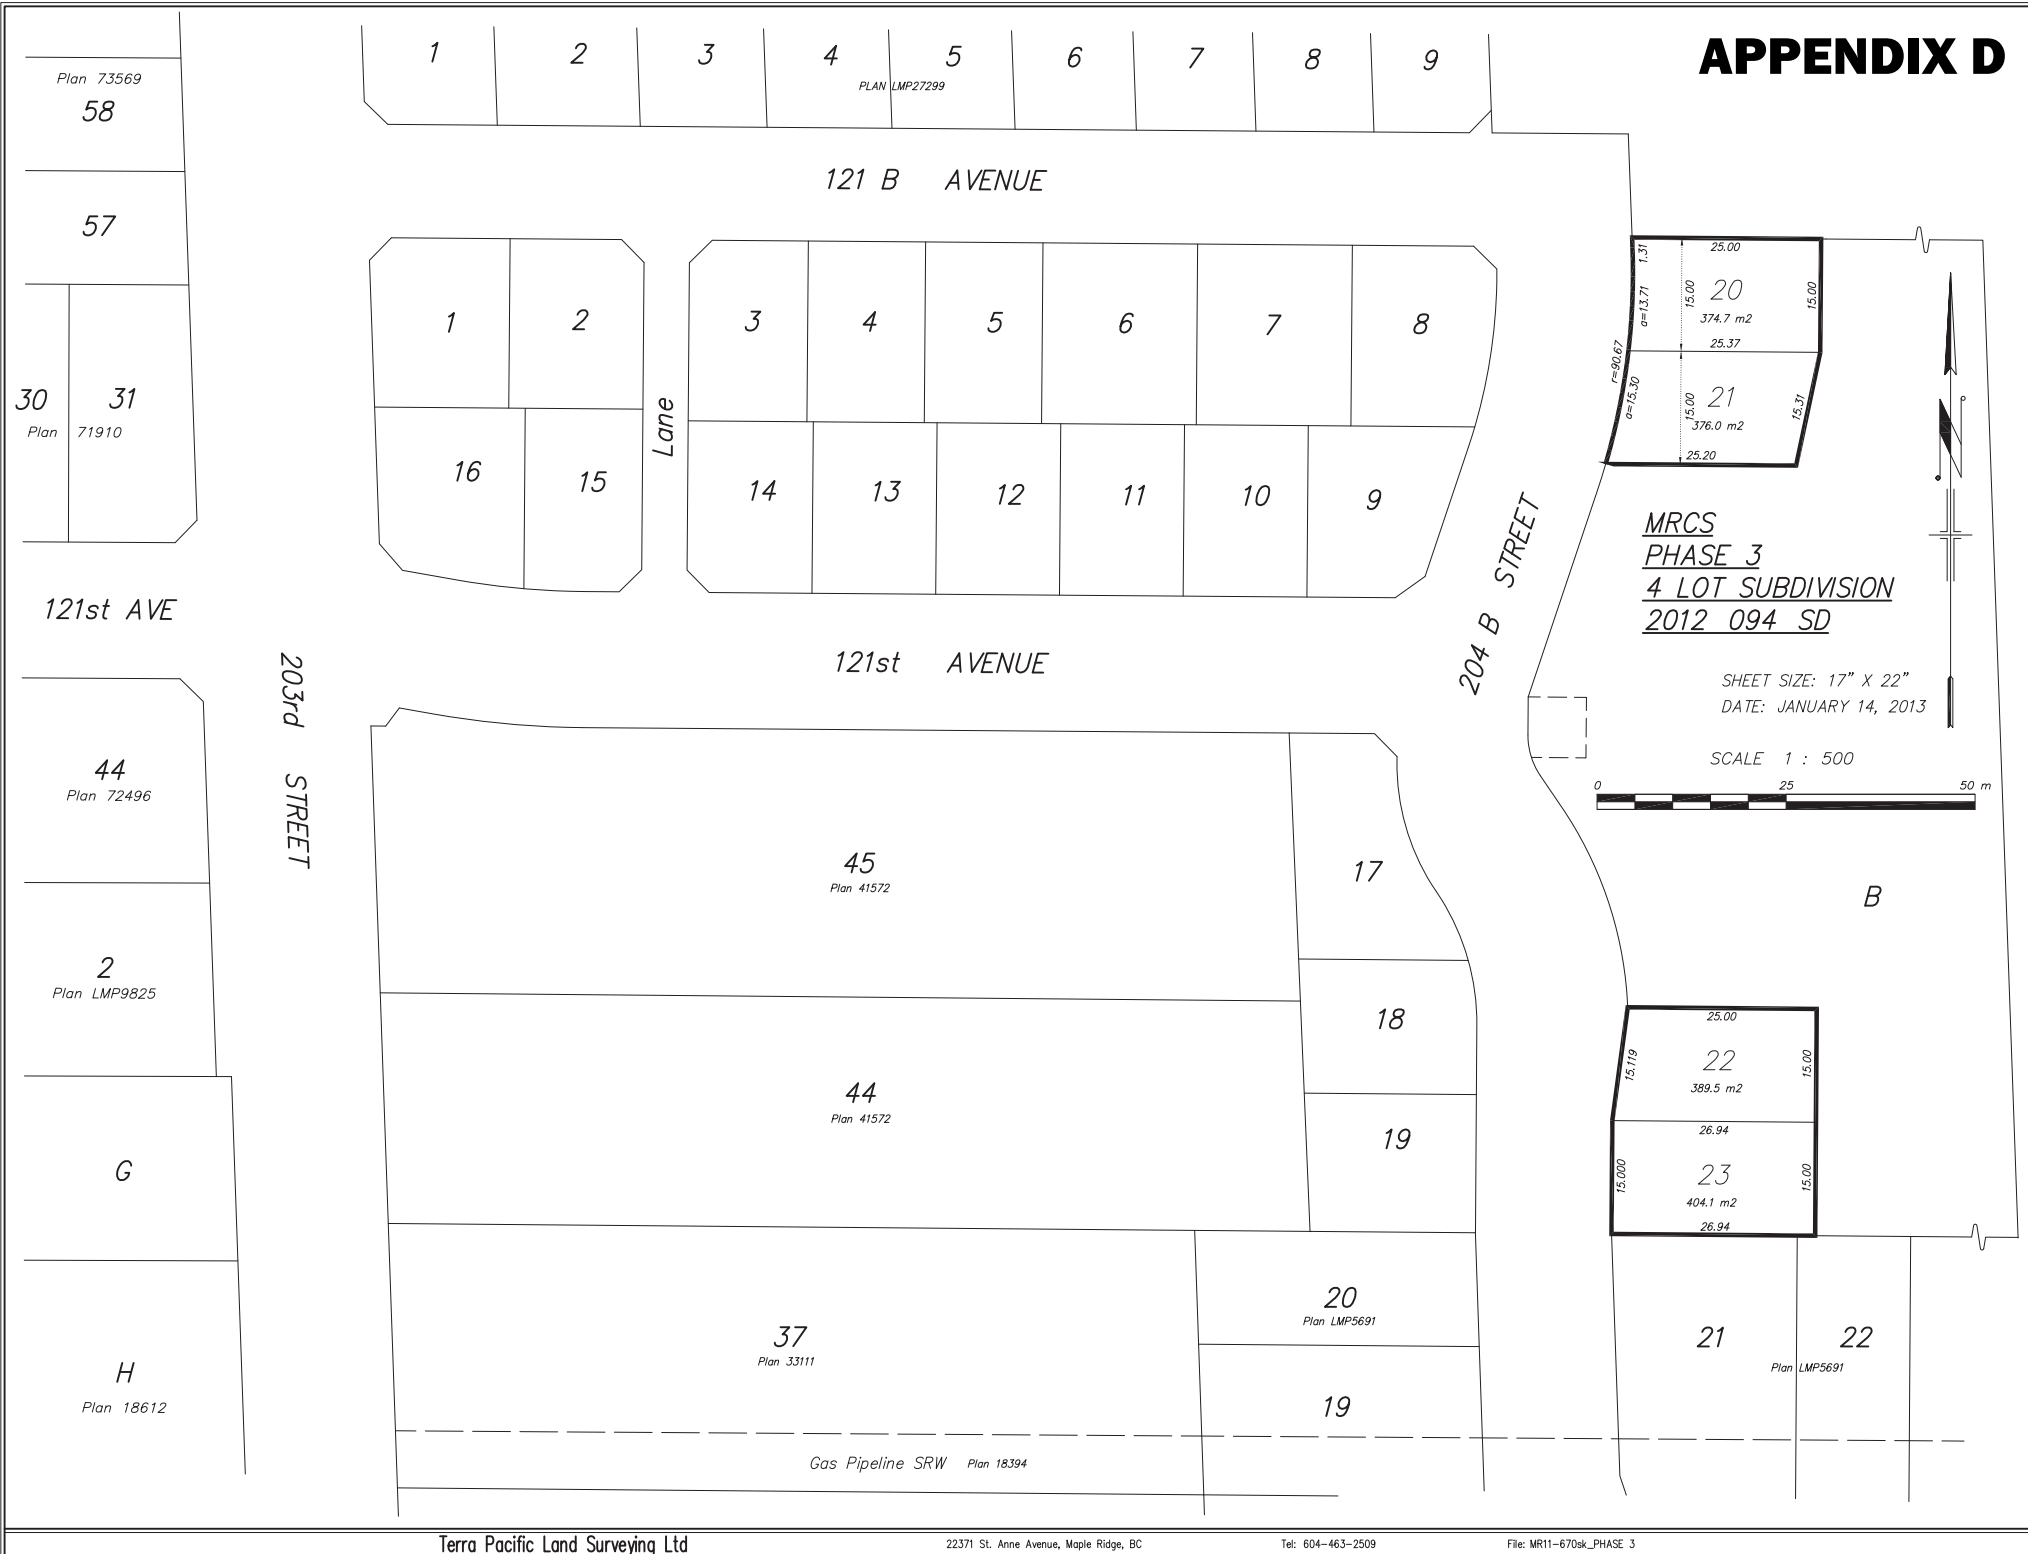 APPENDIX D
1
2
3
4
5
6
7
8
9
PLAN LMP27299
Plan 73569
58
57
30
31
Plan 71910
121 B AVENUE
1
2
3
4
5
6
7
8
16
15
14
13
12
11
10
9
Lane
25.00
1.31
a=13.71
15.00
20
374.7 m2
15.00
25.37
r=90.67
a=15.30
15.00
21
376.0 m2
15.31
25.20
MRCS
PHASE 3
4 LOT SUBDIVISION
2012 094 SD
SHEET SIZE: 17" X 22"
DATE: JANUARY 14, 2013
SCALE 1 : 500
0 25 50 m
121st AVE
203rd STREET
121st AVENUE
204 B STREET
44
Plan 72496
2
Plan LMP9825
G
H
Plan 18612
45
Plan 41572
44
Plan 41572
37
Plan 33111
17
18
19
20
Plan LMP5691
19
B
25.00
15.119
22
389.5 m2
15.00
26.94
15.000
23
404.1 m2
15.00
26.94
21
22
Plan LMP5691
Gas Pipeline SRW Plan 18394
Terra Pacific Land Surveying Ltd 22371 St. Anne Avenue, Maple Ridge, BC Tel: 604-463-2509 File: MR11-670sk_PHASE 3